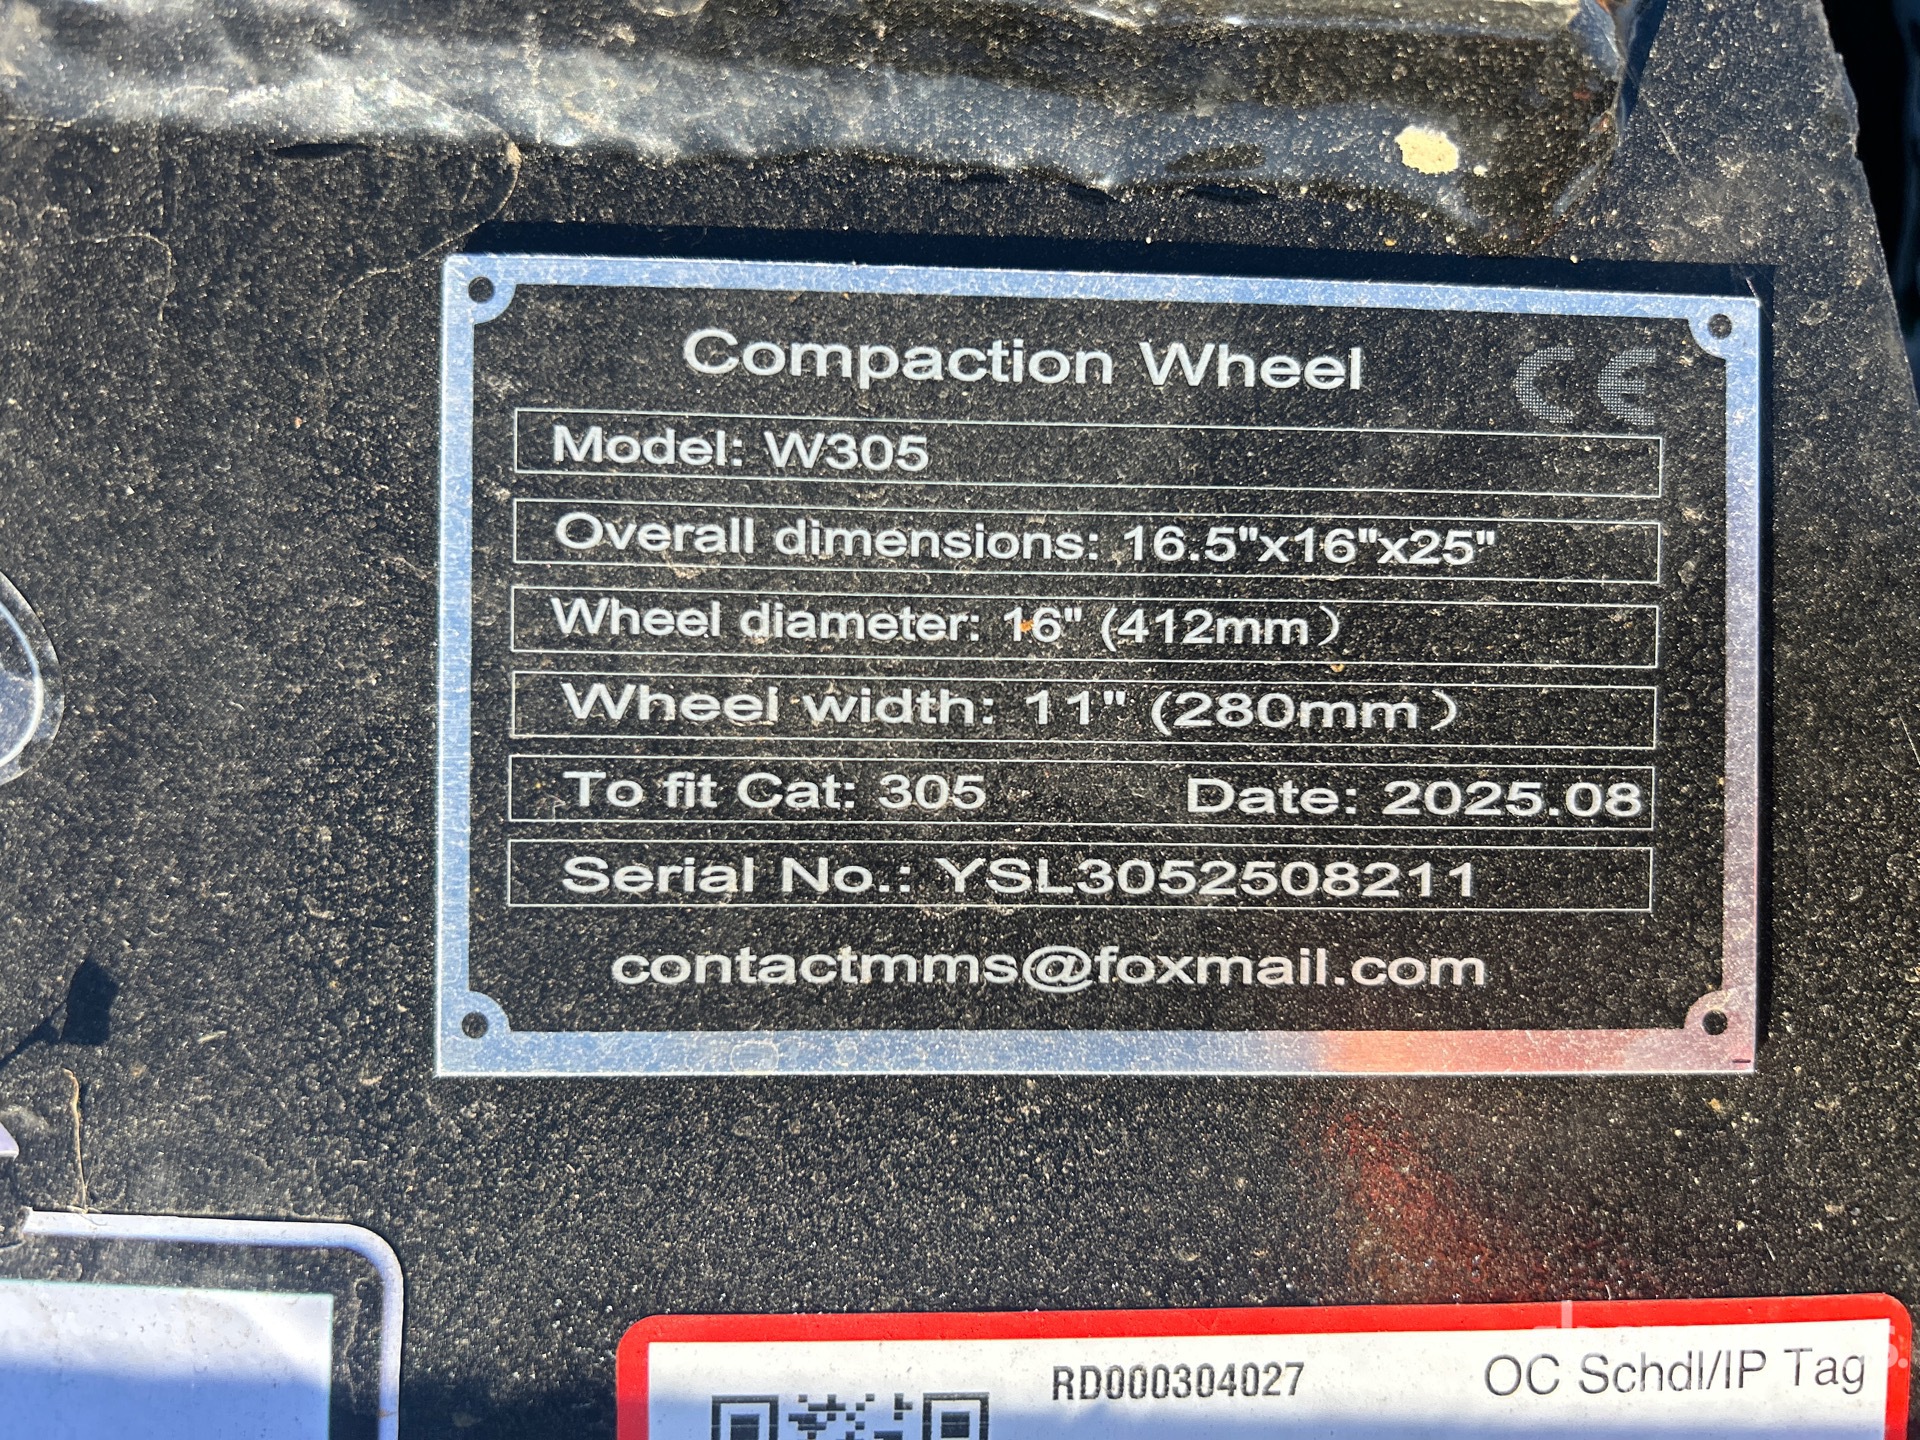 Compaction Wheel
CE
Model: W305
Overall dimensions: 16.5"x16"x25"
Wheel diameter: 16" (412mm）
Wheel width: 11" (280mm）
To fit Cat: 305 Date: 2025.08
Serial No.: YSL3052508211
contactmms@foxmail.com
RD000304027 OC Schdl/IP Tag